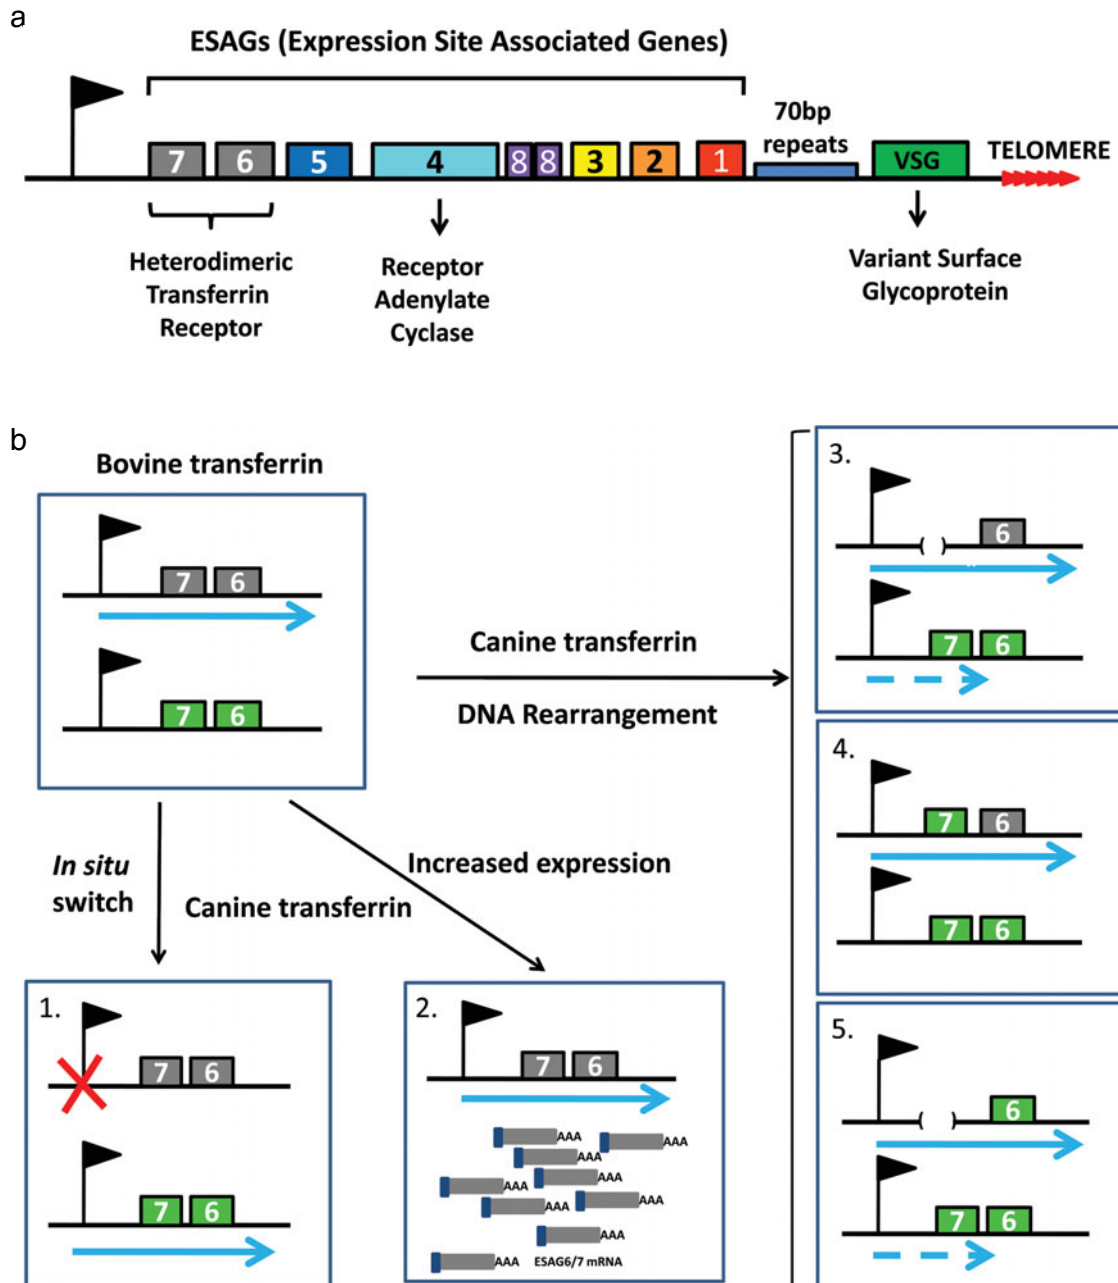 a
ESAGs (Expression Site Associated Genes)
70bp
repeats
7 6 5 4 8 8 3 2 1 VSG TELOMERE
Heterodimeric
Transferrin
Receptor
Receptor
Adenylate
Cyclase
Variant Surface
Glycoprotein
b
Bovine transferrin
7 6
7 6
Canine transferrin
DNA Rearrangement
In situ
switch
Canine transferrin
Increased expression
1.
7 6
7 6
2.
7 6
AAA
AAA
AAA
AAA
AAA
AAA
AAA
AAA
AAA
ESAG6/7 mRNA
3.
( ) 6
7 6
4.
7 6
7 6
5.
( ) 6
7 6